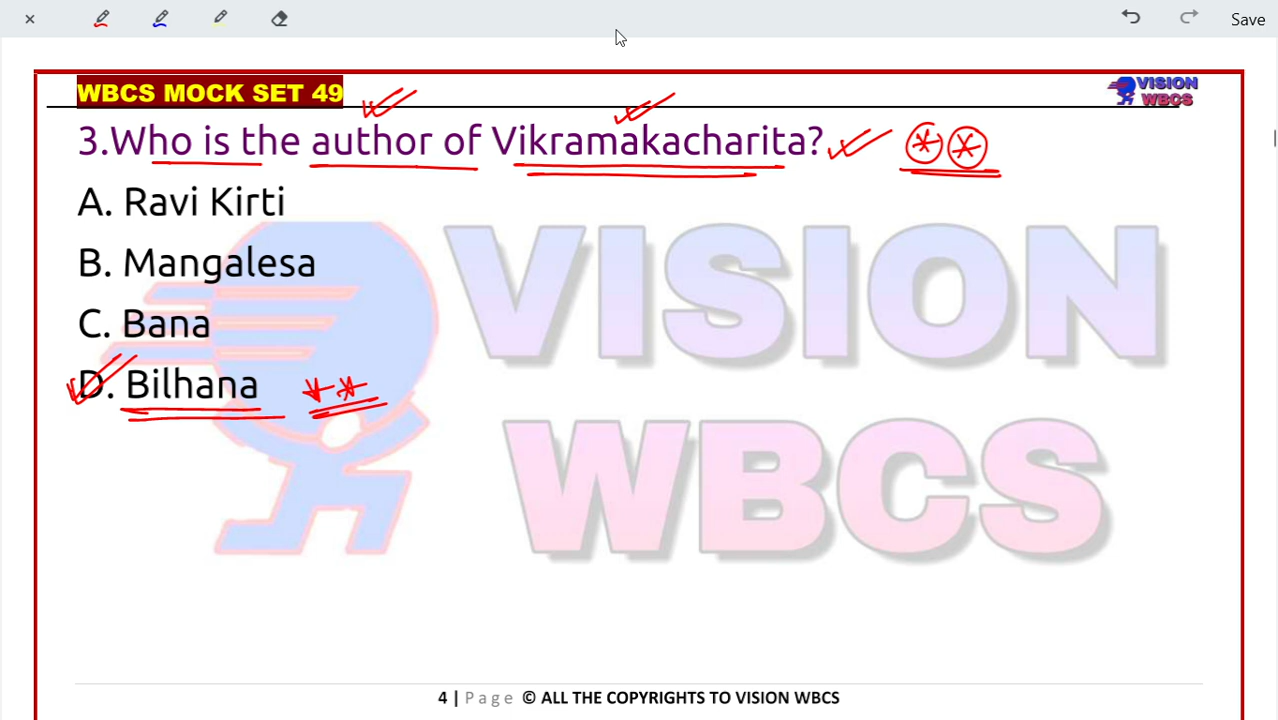 Save
WBCS MOCK SET 49
VISION
WBCS
3.Who is the author of Vikramakacharita?
A. Ravi Kirti
B. Mangalesa
C. Bana
D. Bilhana
VISION
WBCS
4 | Page © ALL THE COPYRIGHTS TO VISION WBCS